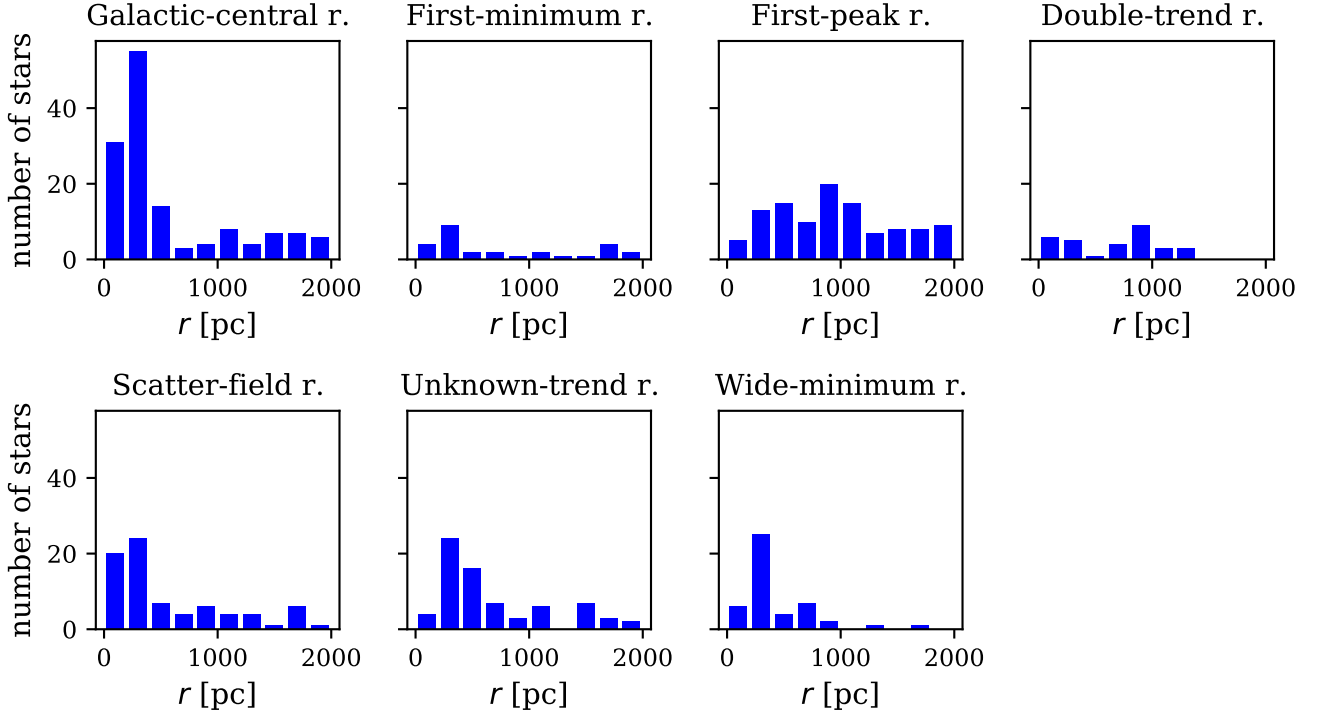 Galactic-central r.
First-minimum r.
First-peak r.
Double-trend r.
number of stars
40
20
0
0 1000 2000
0 1000 2000
0 1000 2000
0 1000 2000
r [pc]
r [pc]
r [pc]
r [pc]
Scatter-field r.
Unknown-trend r.
Wide-minimum r.
number of stars
40
20
0
0 1000 2000
0 1000 2000
0 1000 2000
r [pc]
r [pc]
r [pc]